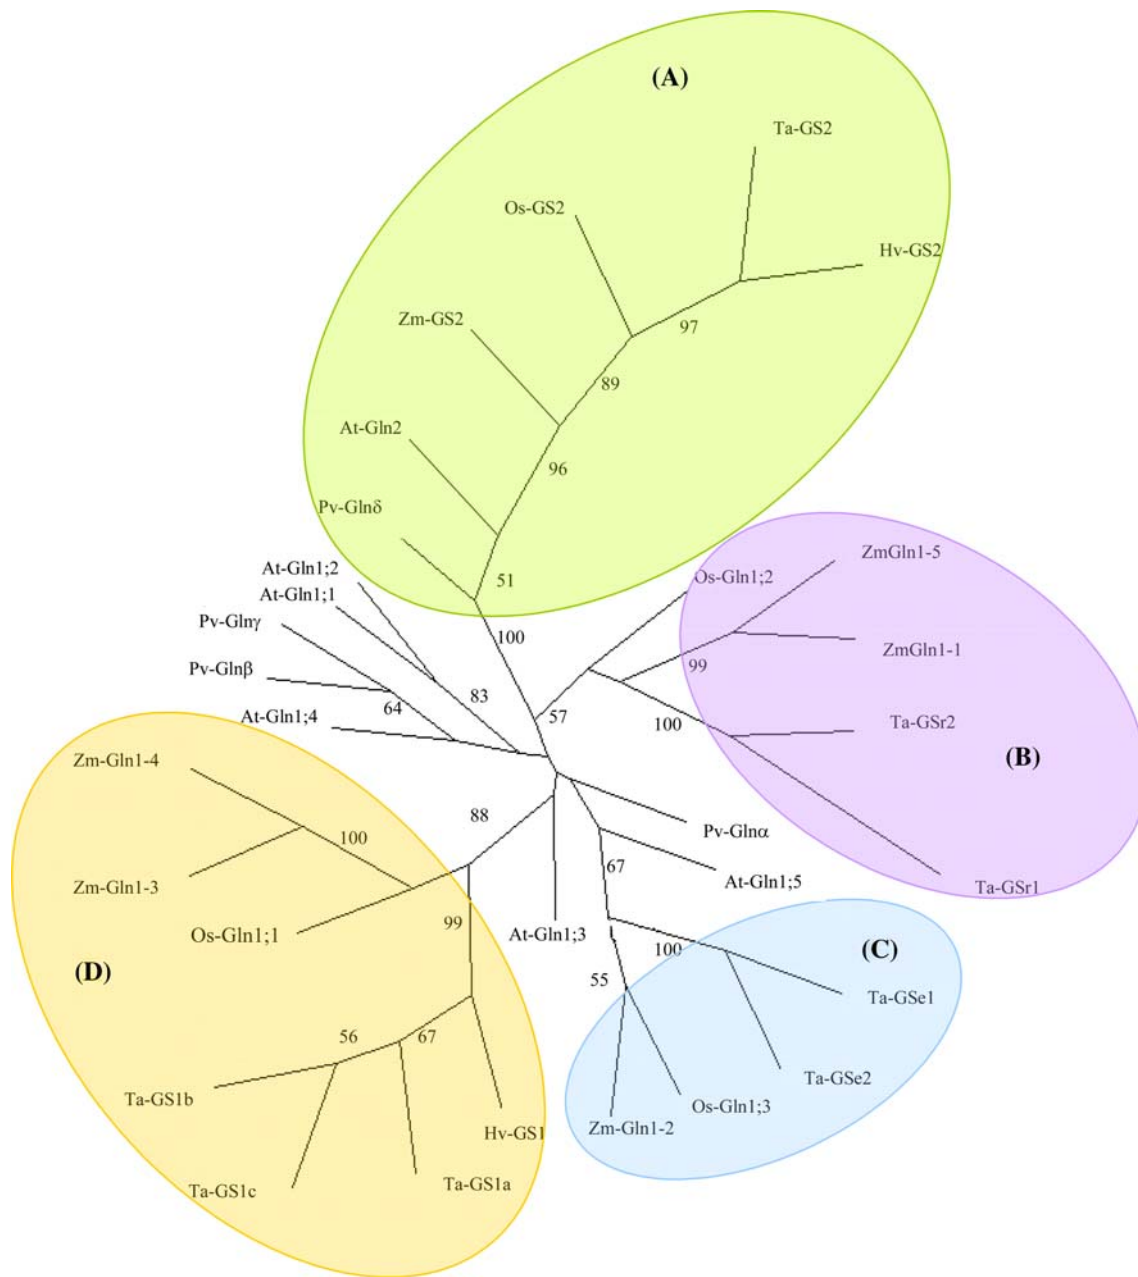 (A)
Ta-GS2
Os-GS2
Hv-GS2
Zm-GS2
97
89
At-Gln2
96
Pv-Glnδ
ZmGln1-5
At-Gln1;2
Os-Gln1;2
51
At-Gln1;1
Pv-Glnγ
100
ZmGln1-1
Pv-Glnβ
99
83
64
At-Gln1;4
57
100
Ta-GSr2
(B)
Zm-Gln1-4
88
Pv-Glnα
100
67
At-Gln1;5
Zm-Gln1-3
Ta-GSr1
99
Os-Gln1;1
At-Gln1;3
100
(C)
(D)
55
Ta-GSe1
56
67
Ta-GSe2
Ta-GS1b
Os-Gln1;3
Hv-GS1
Zm-Gln1-2
Ta-GS1c
Ta-GS1a